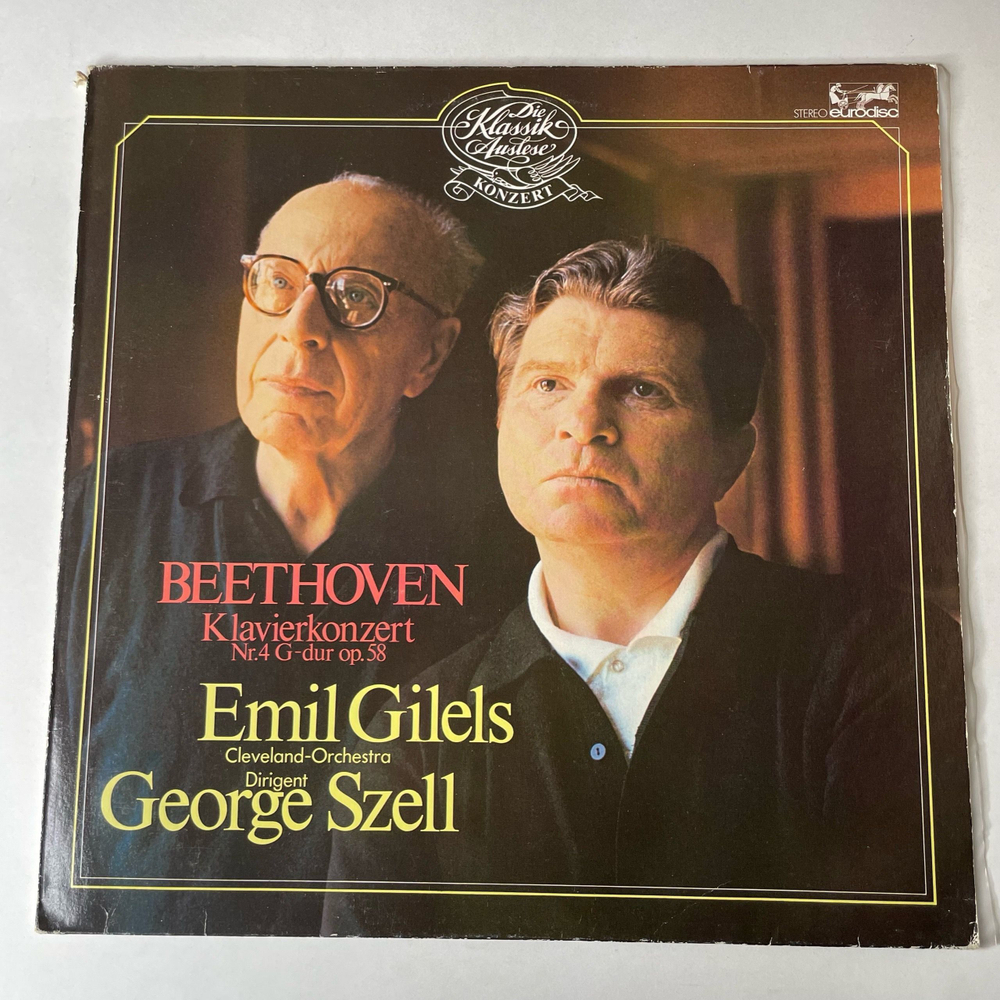 Die
Klassik
Auslese
KONZERT
STEREO eurodisc
BEETHOVEN
Klavierkonzert
Nr.4 G-dur op.58
Emil Gilels
Cleveland-Orchestra
Dirigent
George Szell